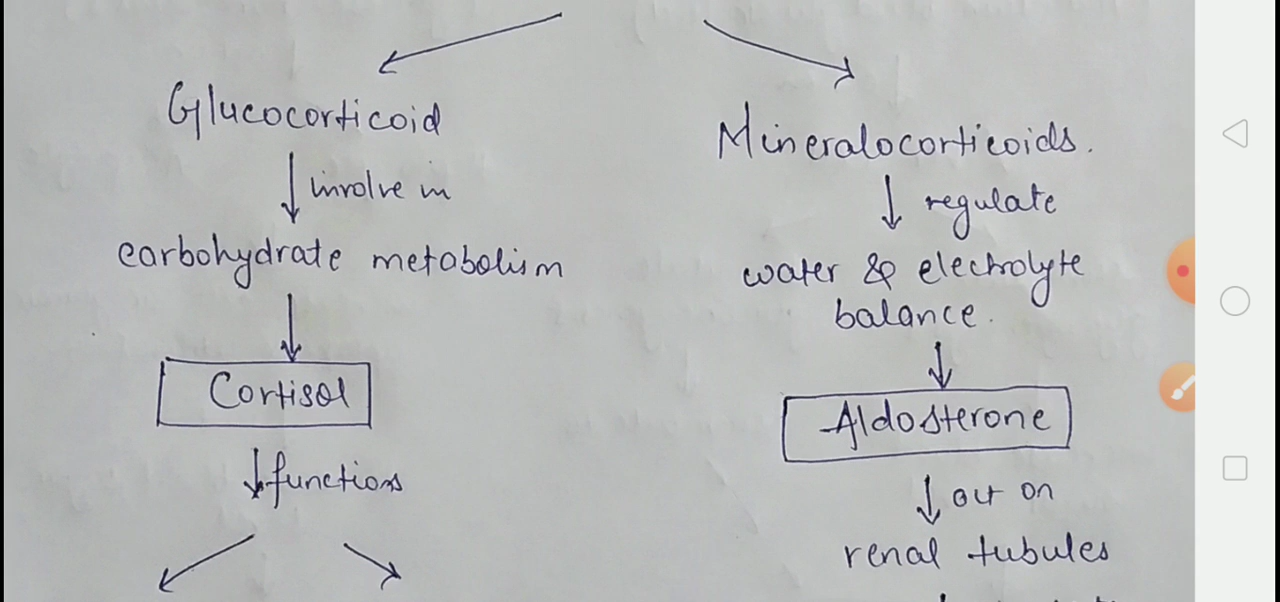 Glucocorticoid
involve in
carbohydrate metabolism
Cortisol
functions
Mineralocorticoids.
regulate
water & electrolyte
balance.
Aldosterone
act on
renal tubules